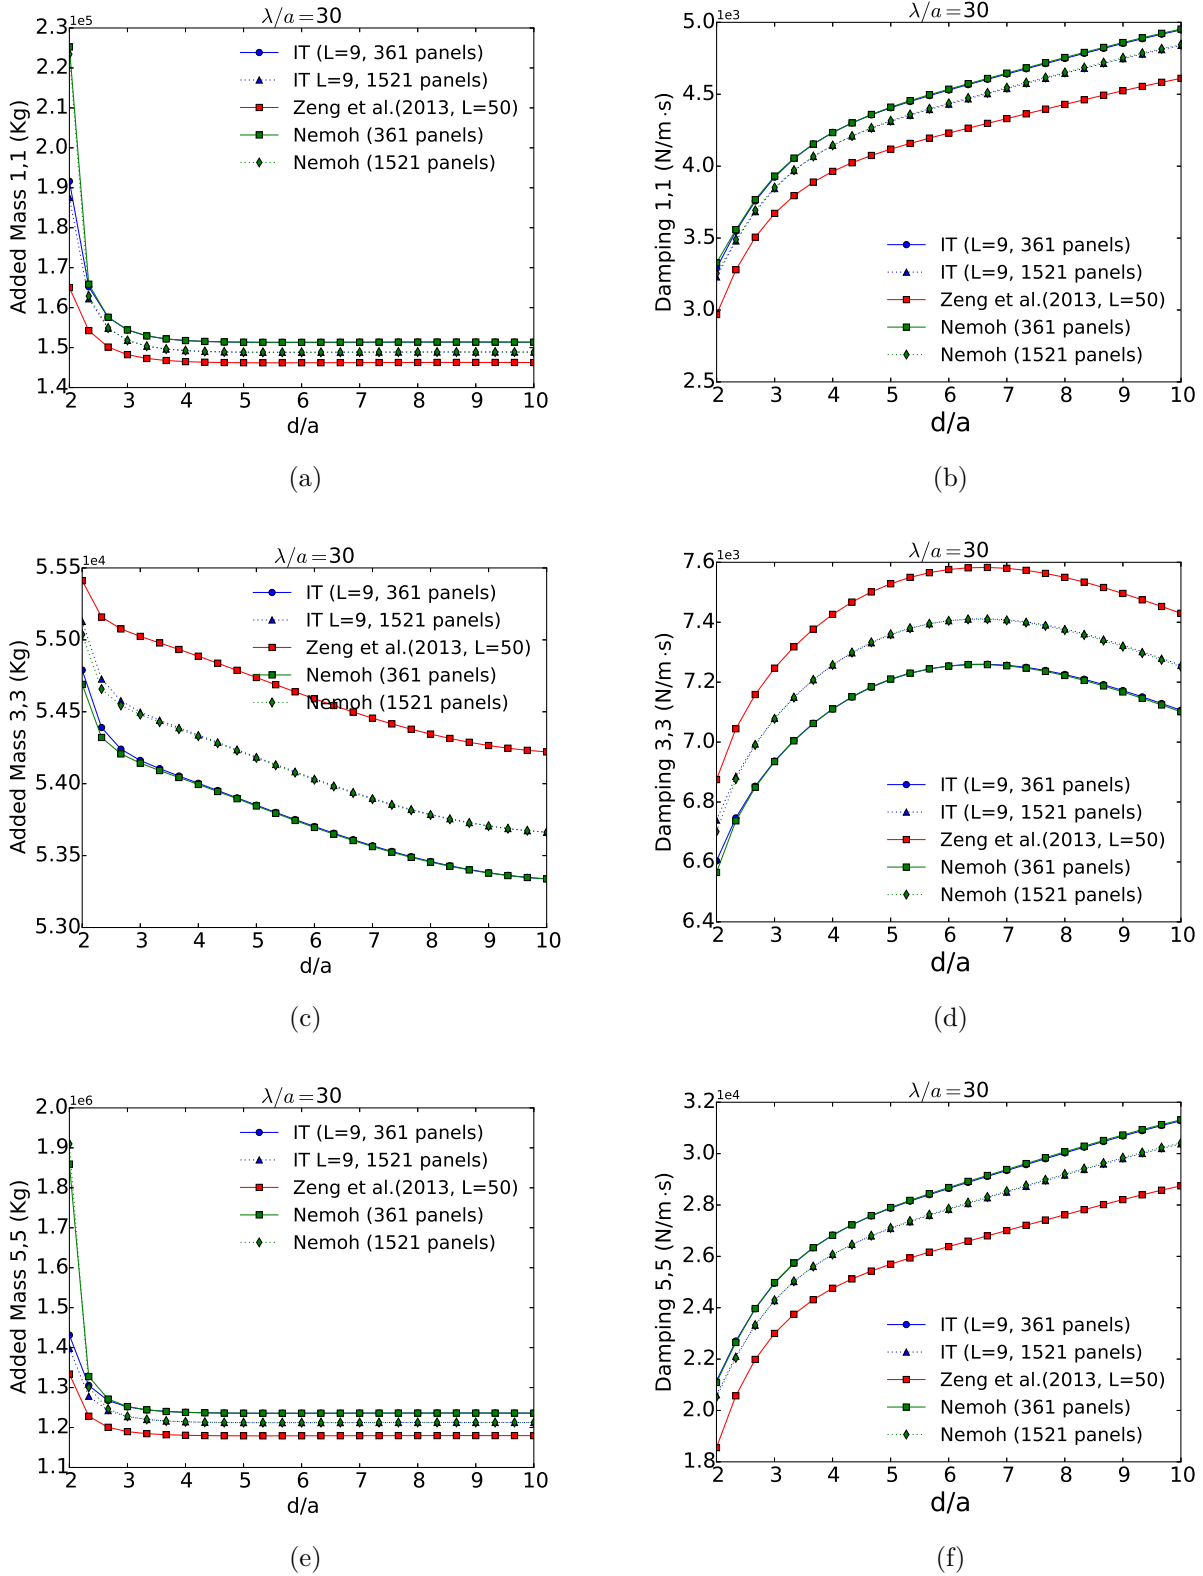 1e5
λ/a=30
2.3
2.2
2.1
2.0
1.9
1.8
1.7
1.6
1.5
1.4
Added Mass 1,1 (Kg)
IT (L=9, 361 panels)
IT L=9, 1521 panels)
Zeng et al.(2013, L=50)
Nemoh (361 panels)
Nemoh (1521 panels)
2 3 4 5 6 7 8 9 10
d/a
(a)
1e3
λ/a=30
5.0
4.5
4.0
3.5
3.0
2.5
Damping 1,1 (N/m·s)
IT (L=9, 361 panels)
IT (L=9, 1521 panels)
Zeng et al.(2013, L=50)
Nemoh (361 panels)
Nemoh (1521 panels)
2 3 4 5 6 7 8 9 10
d/a
(b)
1e4
λ/a=30
5.55
5.50
5.45
5.40
5.35
5.30
Added Mass 3,3 (Kg)
IT (L=9, 361 panels)
IT L=9, 1521 panels)
Zeng et al.(2013, L=50)
Nemoh (361 panels)
Nemoh (1521 panels)
2 3 4 5 6 7 8 9 10
d/a
(c)
1e3
λ/a=30
7.6
7.4
7.2
7.0
6.8
6.6
6.4
Damping 3,3 (N/m·s)
IT (L=9, 361 panels)
IT (L=9, 1521 panels)
Zeng et al.(2013, L=50)
Nemoh (361 panels)
Nemoh (1521 panels)
2 3 4 5 6 7 8 9 10
d/a
(d)
1e6
λ/a=30
2.0
1.9
1.8
1.7
1.6
1.5
1.4
1.3
1.2
1.1
Added Mass 5,5 (Kg)
IT (L=9, 361 panels)
IT L=9, 1521 panels)
Zeng et al.(2013, L=50)
Nemoh (361 panels)
Nemoh (1521 panels)
2 3 4 5 6 7 8 9 10
d/a
(e)
1e4
λ/a=30
3.2
3.0
2.8
2.6
2.4
2.2
2.0
1.8
Damping 5,5 (N/m·s)
IT (L=9, 361 panels)
IT (L=9, 1521 panels)
Zeng et al.(2013, L=50)
Nemoh (361 panels)
Nemoh (1521 panels)
2 3 4 5 6 7 8 9 10
d/a
(f)